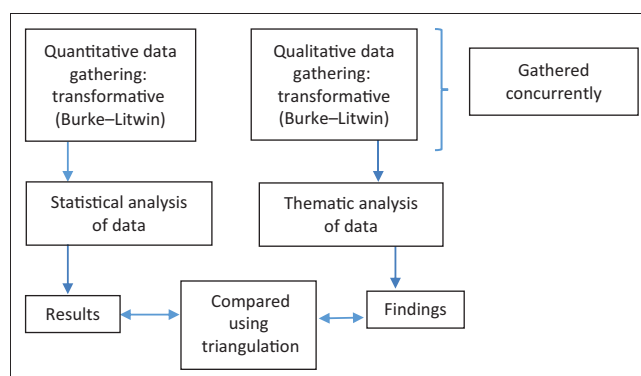 Quantitative data
gathering:
transformative
(Burke–Litwin)
Qualitative data
gathering:
transformative
(Burke–Litwin)
Gathered
concurrently
Statistical analysis
of data
Thematic analysis
of data
Results
Compared
using
triangulation
Findings